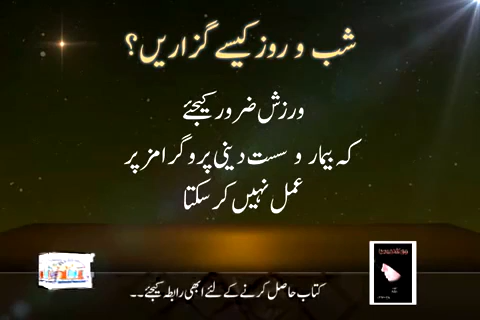 شب و روز کیسے گزاریں؟
ورزش ضرور کیجئے
کہ بیمار و سست دینی پروگرامز پر
عمل نہیں کر سکتا
کتاب حاصل کرنے کے لئے ابھی رابطہ کیجئے۔۔